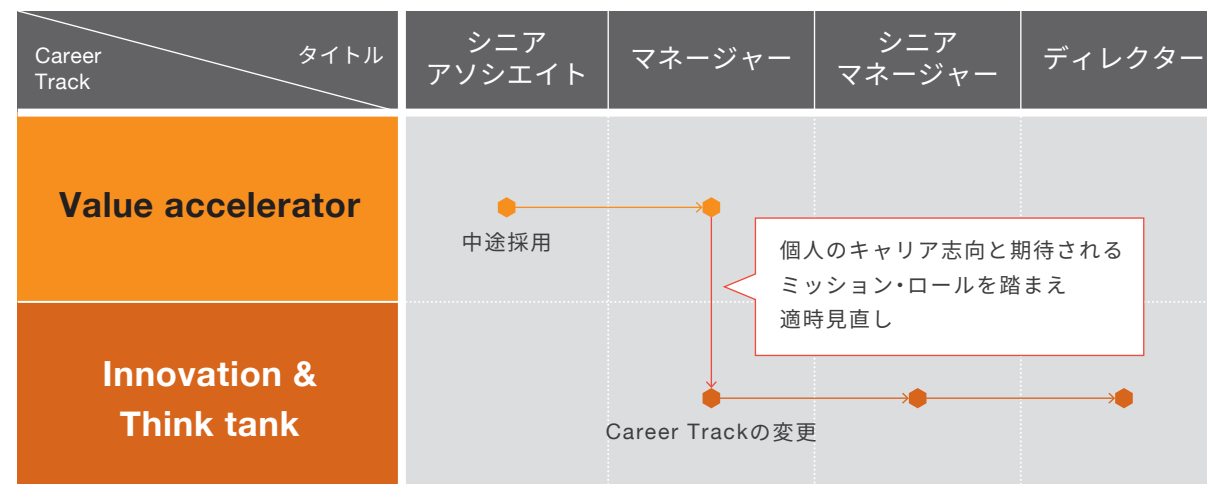 Career
Track
タイトル
シニア
アソシエイト
マネージャー
シニア
マネージャー
ディレクター
Value accelerator
中途採用
個人のキャリア志向と期待される
ミッション・ロールを踏まえ
適時見直し
Innovation &
Think tank
Career Trackの変更